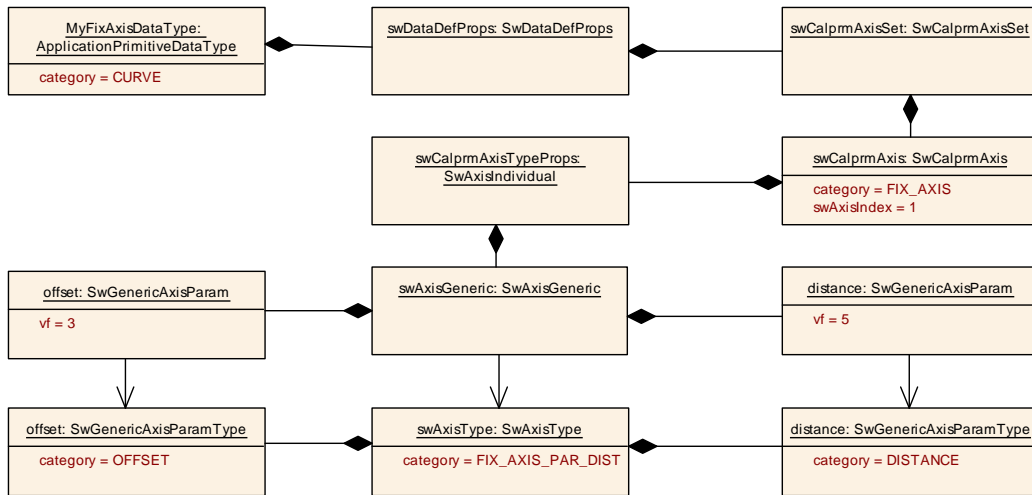 MyFixAxisDataType:
ApplicationPrimitiveDataType
category = CURVE
swDataDefProps: SwDataDefProps
swCalprmAxisSet: SwCalprmAxisSet
swCalprmAxisTypeProps:
SwAxisIndividual
swCalprmAxis: SwCalprmAxis
category = FIX_AXIS
swAxisIndex = 1
offset: SwGenericAxisParam
vf = 3
swAxisGeneric: SwAxisGeneric
distance: SwGenericAxisParam
vf = 5
offset: SwGenericAxisParamType
category = OFFSET
swAxisType: SwAxisType
category = FIX_AXIS_PAR_DIST
distance: SwGenericAxisParamType
category = DISTANCE